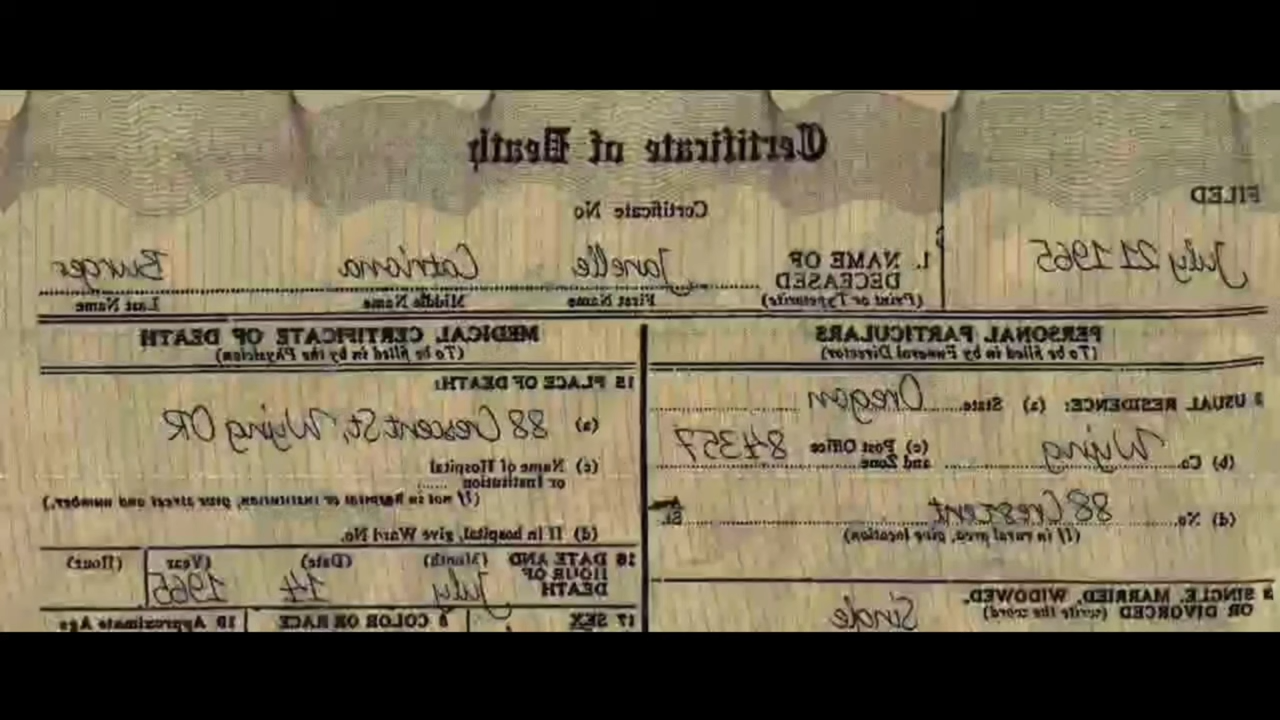 Certificate of Death
FILED
Certificate No
July 21 1965
1. NAME OF DECEASED
(Print or Typewrite)
Janelle Catriona Burger
First Name Middle Name Last Name
PERSONAL PARTICULARS
(To be filled in by Funeral Director)
2 USUAL RESIDENCE: (a) State Oregon
(b) Co. Wying (c) Post Office and Zone 84357
(d) No. 88 Crescent St.
(If in rural area, give location)
3 SINGLE, MARRIED, WIDOWED,
OR DIVORCED (write the word) Single
MEDICAL CERTIFICATE OF DEATH
(To be filled in by the Physician)
15 PLACE OF DEATH:
(a) 88 Crescent St, Wying OR
(c) Name of Hospital
or Institution
(If not in hospital or institution, give street and number.)
(d) If in hospital, give Ward No.
16 DATE AND HOUR OF DEATH (Month) (Date) (Year) (Hour)
July 14 1965
17 SEX 8 COLOR OR RACE 19 Approximate Age